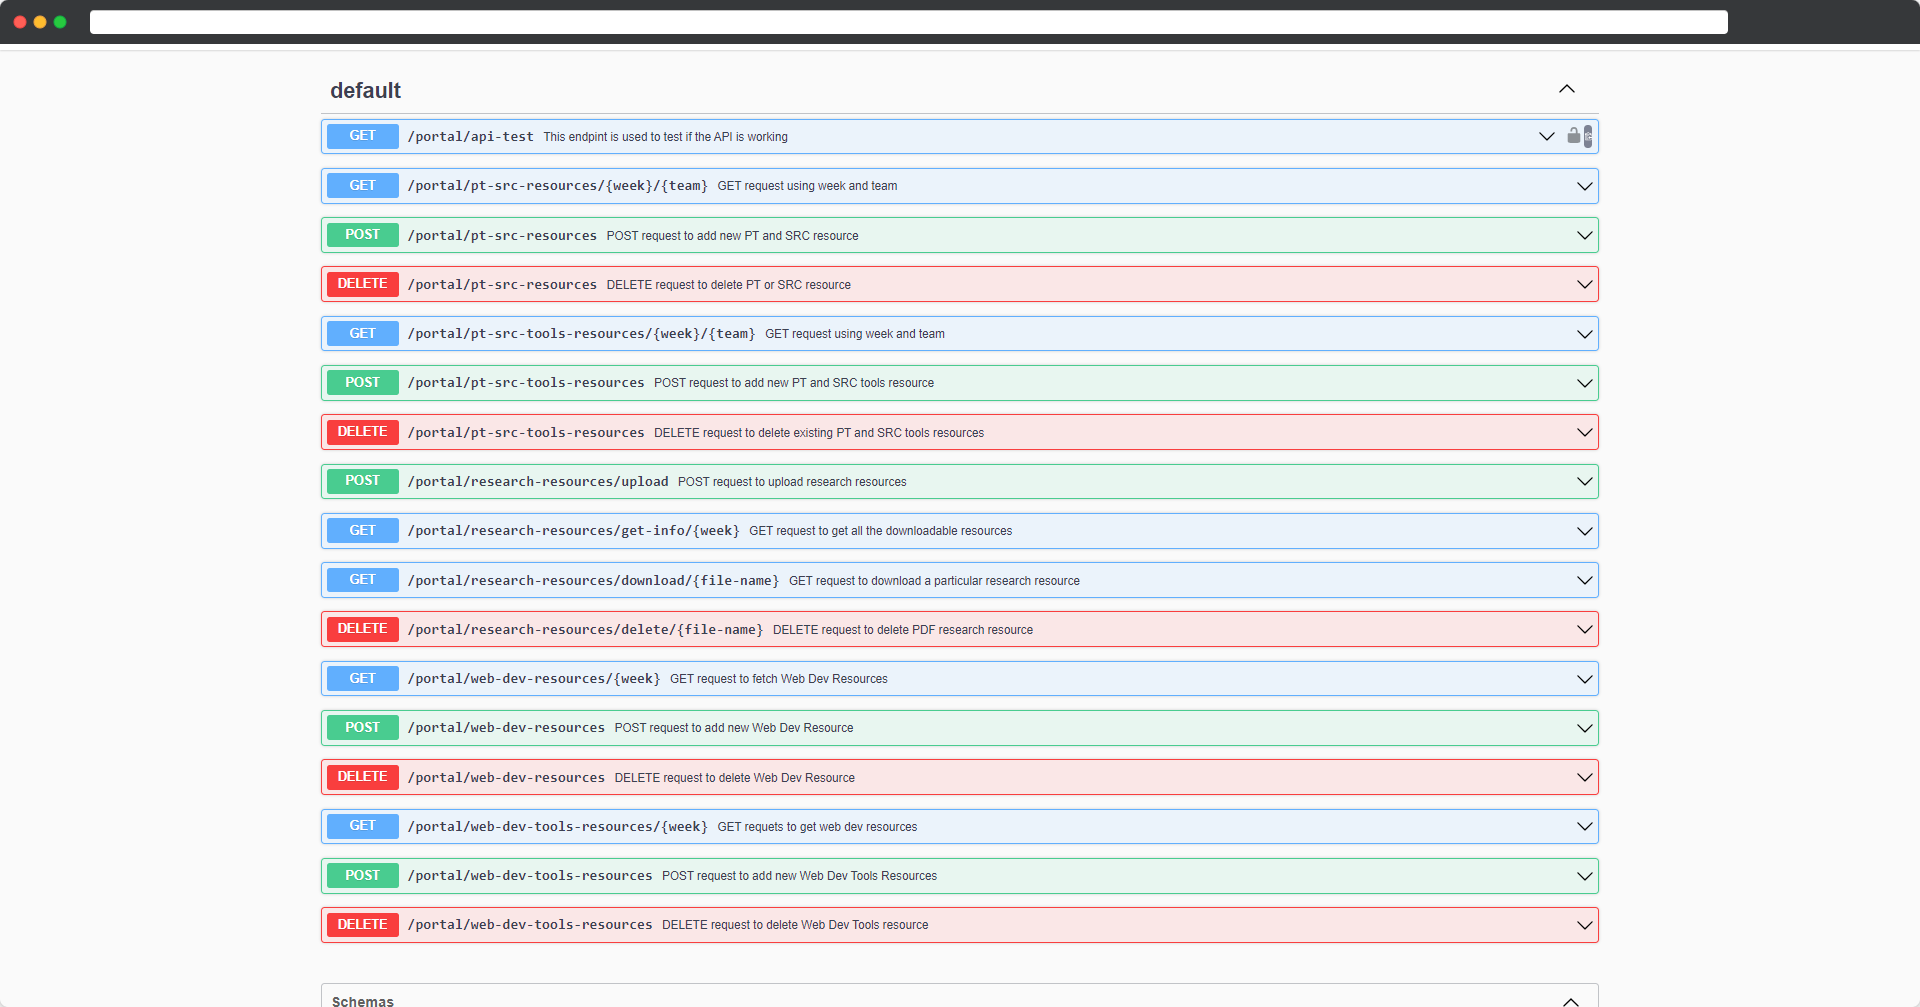 default
GET /portal/api-test This endpint is used to test if the API is working
GET /portal/pt-src-resources/{week}/{team} GET request using week and team
POST /portal/pt-src-resources POST request to add new PT and SRC resource
DELETE /portal/pt-src-resources DELETE request to delete PT or SRC resource
GET /portal/pt-src-tools-resources/{week}/{team} GET request using week and team
POST /portal/pt-src-tools-resources POST request to add new PT and SRC tools resource
DELETE /portal/pt-src-tools-resources DELETE request to delete existing PT and SRC tools resources
POST /portal/research-resources/upload POST request to upload research resources
GET /portal/research-resources/get-info/{week} GET request to get all the downloadable resources
GET /portal/research-resources/download/{file-name} GET request to download a particular research resource
DELETE /portal/research-resources/delete/{file-name} DELETE request to delete PDF research resource
GET /portal/web-dev-resources/{week} GET request to fetch Web Dev Resources
POST /portal/web-dev-resources POST request to add new Web Dev Resource
DELETE /portal/web-dev-resources DELETE request to delete Web Dev Resource
GET /portal/web-dev-tools-resources/{week} GET requets to get web dev resources
POST /portal/web-dev-tools-resources POST request to add new Web Dev Tools Resources
DELETE /portal/web-dev-tools-resources DELETE request to delete Web Dev Tools resource
Schemas